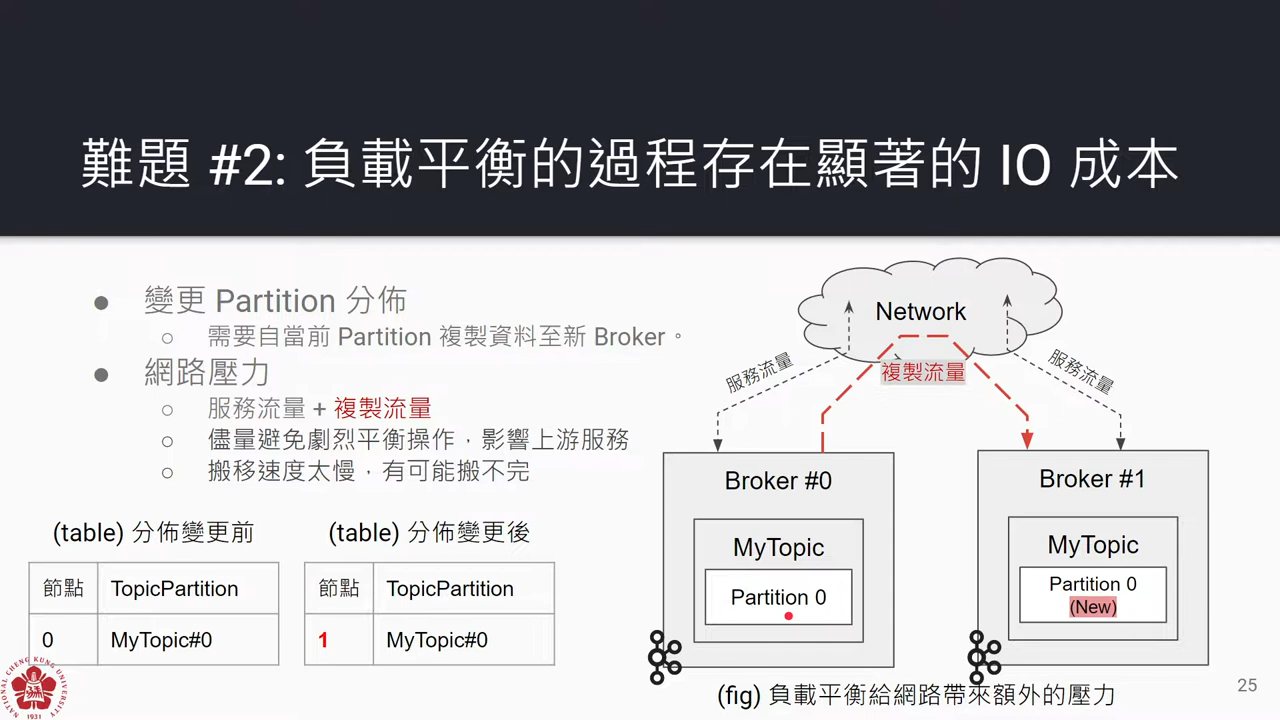 難題 #2: 負載平衡的過程存在顯著的 IO 成本
變更 Partition 分佈
需要自當前 Partition 複製資料至新 Broker。
網路壓力
服務流量 + 複製流量
儘量避免劇烈平衡操作，影響上游服務
搬移速度太慢，有可能搬不完
(table) 分佈變更前
節點 TopicPartition
0 MyTopic#0
(table) 分佈變更後
節點 TopicPartition
1 MyTopic#0
Network
服務流量
複製流量
服務流量
Broker #0
MyTopic
Partition 0
Broker #1
MyTopic
Partition 0
(New)
(fig) 負載平衡給網路帶來額外的壓力
25
NATIONAL CHENG KUNG UNIVERSITY
1931